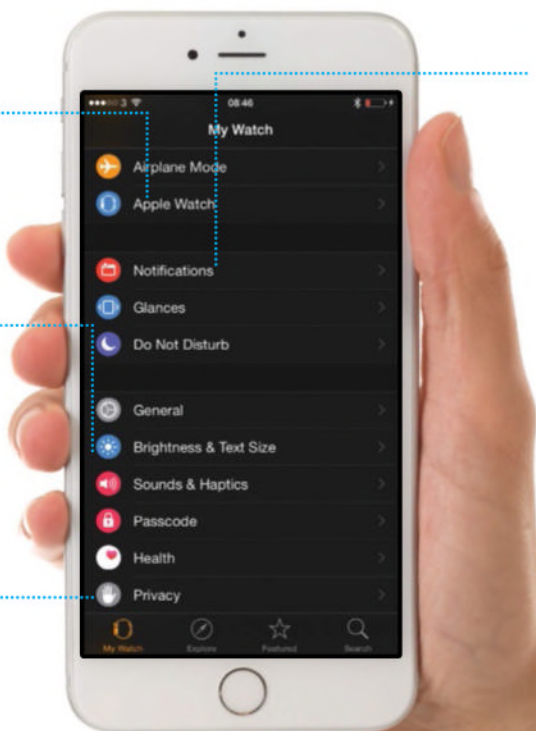 3 08:46
My Watch
Airplane Mode
Apple Watch
Notifications
Glances
Do Not Disturb
General
Brightness & Text Size
Sounds & Haptics
Passcode
Health
Privacy
My Watch Explore Featured Search